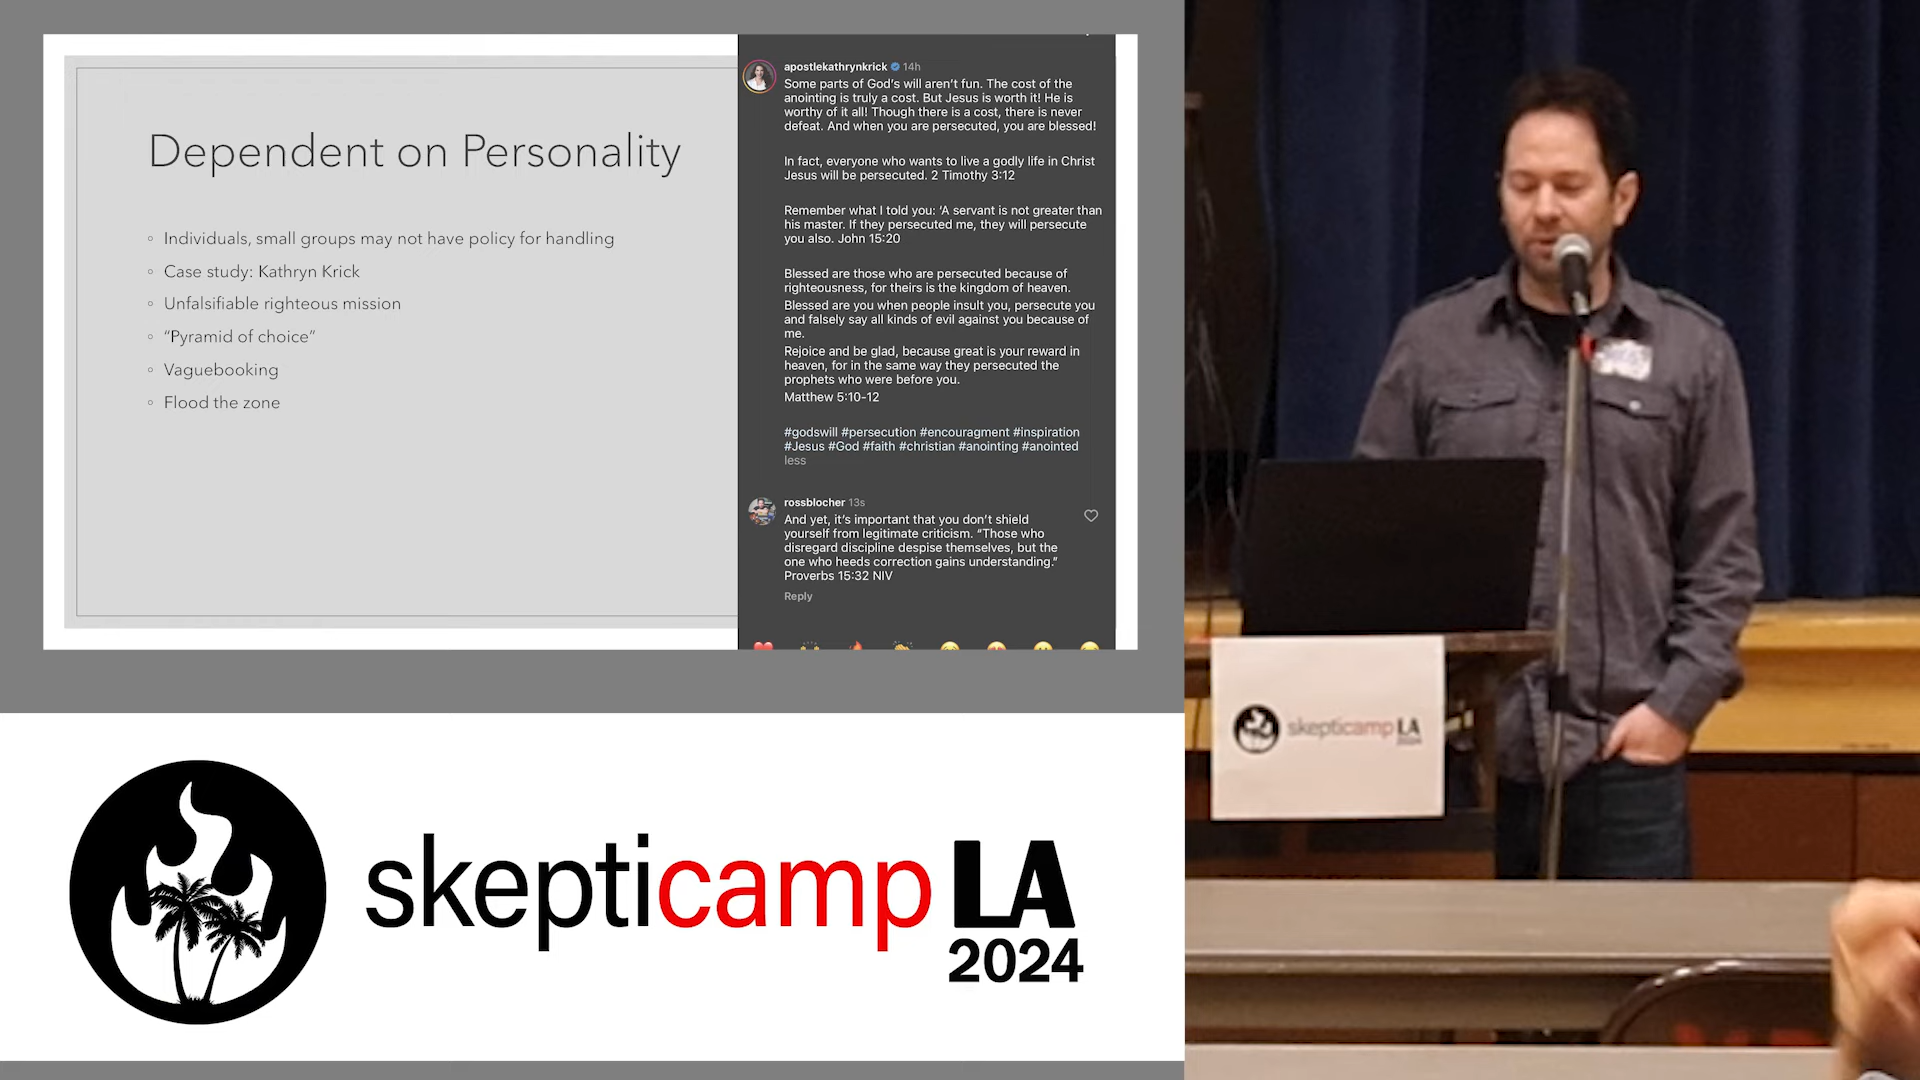 Dependent on Personality
Individuals, small groups may not have policy for handling
Case study: Kathryn Krick
Unfalsifiable righteous mission
“Pyramid of choice”
Vaguebooking
Flood the zone
apostlekathrynkrick 14h
Some parts of God's will aren't fun. The cost of the
anointing is truly a cost. But Jesus is worth it! He is
worthy of it all! Though there is a cost, there is never
defeat. And when you are persecuted, you are blessed!
In fact, everyone who wants to live a godly life in Christ
Jesus will be persecuted. 2 Timothy 3:12
Remember what I told you: 'A servant is not greater than
his master. If they persecuted me, they will persecute
you also. John 15:20
Blessed are those who are persecuted because of
righteousness, for theirs is the kingdom of heaven.
Blessed are you when people insult you, persecute you
and falsely say all kinds of evil against you because of
me.
Rejoice and be glad, because great is your reward in
heaven, for in the same way they persecuted the
prophets who were before you.
Matthew 5:10-12
#godswill #persecution #encouragment #inspiration
#Jesus #God #faith #christian #anointing #anointed
less
rossblocher 13s
And yet, it's important that you don't shield
yourself from legitimate criticism. “Those who
disregard discipline despise themselves, but the
one who heeds correction gains understanding.”
Proverbs 15:32 NIV
Reply
skepticamp LA
2024
skepticamp LA
2024